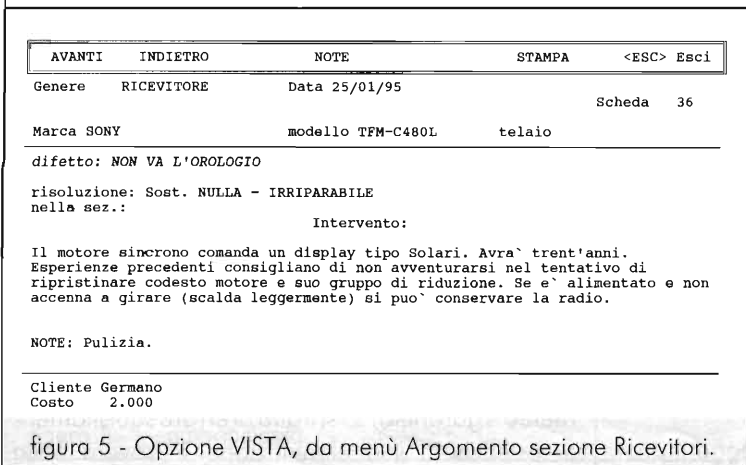 AVANTI INDIETRO NOTE STAMPA <ESC> Esci
Genere RICEVITORE Data 25/01/95
Scheda 36
Marca SONY modello TFM-C480L telaio
difetto: NON VA L'OROLOGIO
risoluzione: Sost. NULLA - IRRIPARABILE
nella sez.:
Intervento:
Il motore sincrono comanda un display tipo Solari. Avra` trent'anni.
Esperienze precedenti consigliano di non avventurarsi nel tentativo di
ripristinare codesto motore e suo gruppo di riduzione. Se e` alimentato e non
accenna a girare (scalda leggermente) si puo` conservare la radio.
NOTE: Pulizia.
Cliente Germano
Costo 2.000
figura 5 - Opzione VISTA, da menù Argomento sezione Ricevitori.